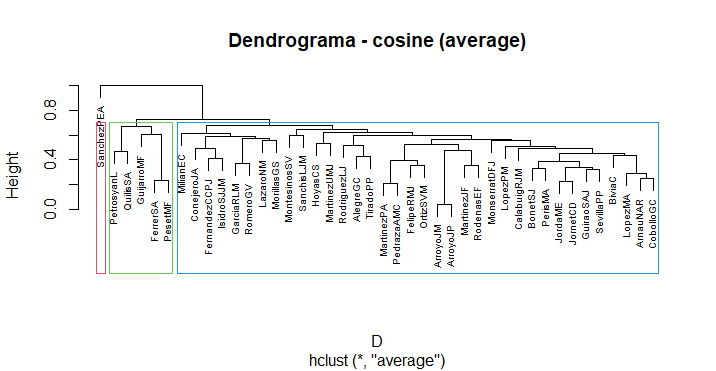 Dendrograma - cosine (average)
Height
0.8
0.4
0.0
SanchezPEA
PetrosyanL
QuilisSA
GuijarroMF
FerrerSA
PesetMF
MilianEC
ConejeroJA
FernandezCCPJ
IsidroSJJM
GarciaRLM
RomeroGV
LazaroNM
MorillasGS
MontesinosSV
SanchisLJM
HoyasCS
MartinezUMJ
RodriguezLJ
AlegreGC
TiradoPP
MartinezPA
PedrazaAMC
FelipeRMJ
OrtizSVM
ArroyoJM
ArroyoJP
MartinezJF
RodenasEF
MonserratDFJ
LopezPM
CalabuigRJM
BonetSJ
PerisMA
JordaME
JornetCD
GuiraoSAJ
SevillaPP
BiviaC
LopezMA
ArnauNAR
CobolloGC
D
hclust (*, "average")